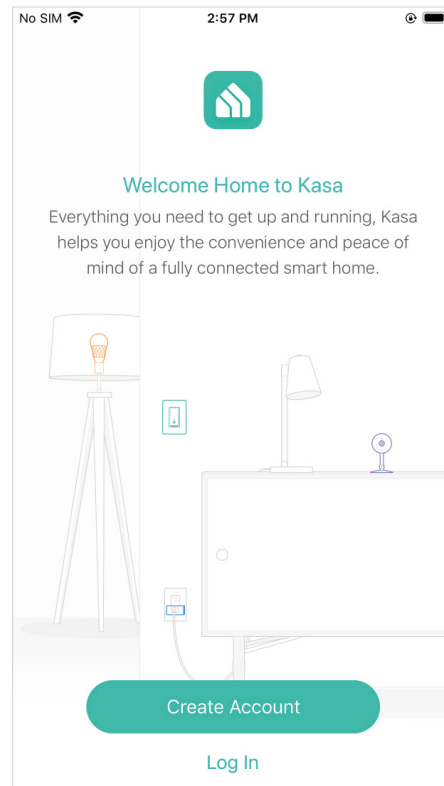 No SIM 2:57 PM
Welcome Home to Kasa
Everything you need to get up and running, Kasa
helps you enjoy the convenience and peace of
mind of a fully connected smart home.
Create Account
Log In